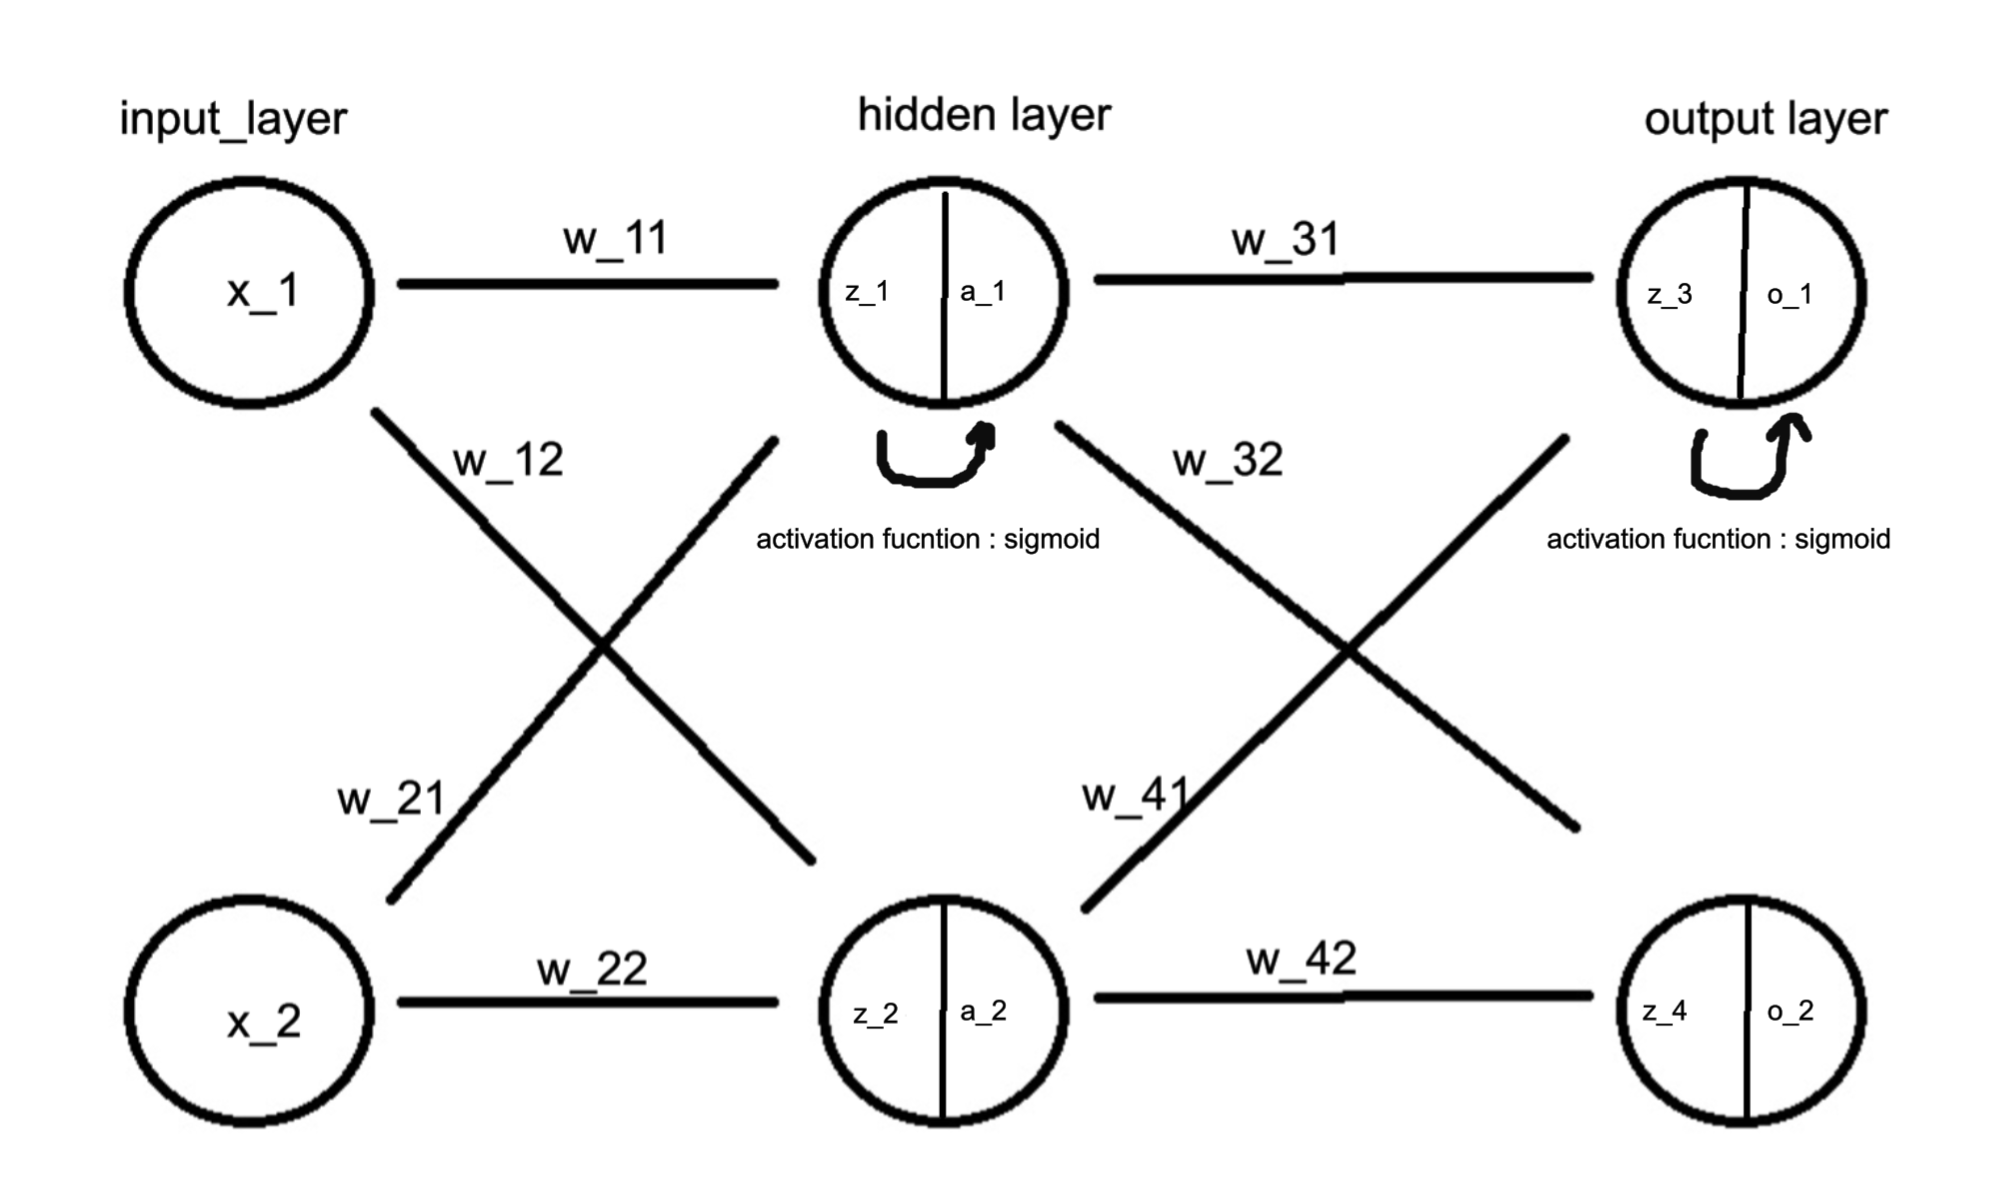 input_layer
hidden layer
output layer
w_11
w_31
x_1
z_1
a_1
z_3
o_1
w_12
w_32
activation fucntion : sigmoid
activation fucntion : sigmoid
w_21
w_41
w_22
w_42
x_2
z_2
a_2
z_4
o_2